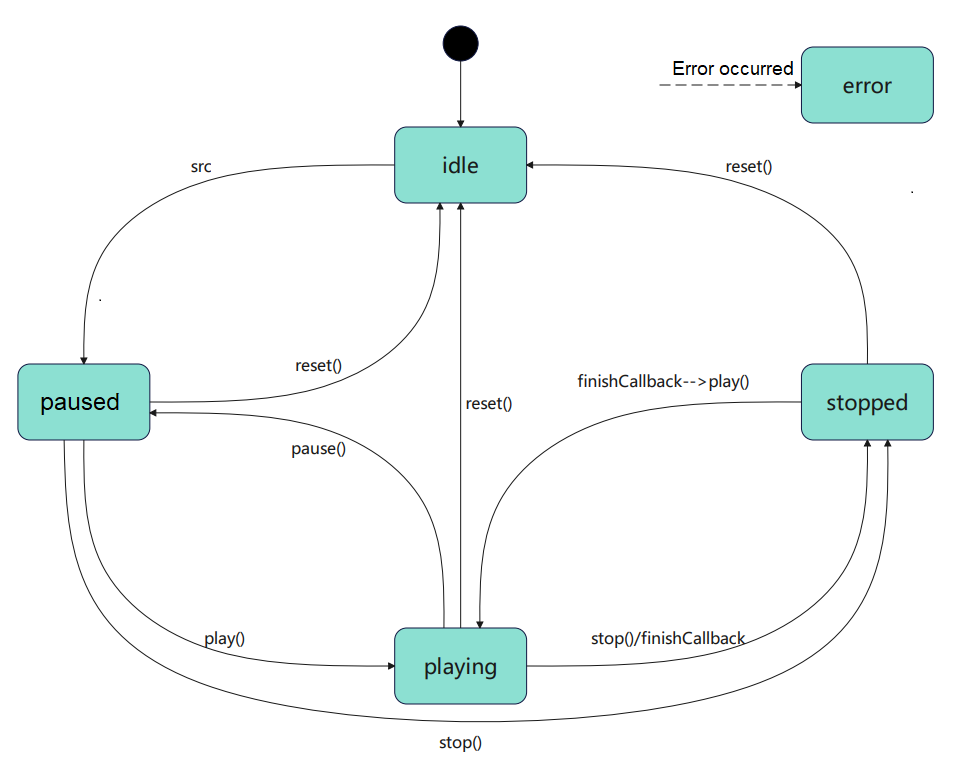 Error occurred
error
src
idle
reset()
reset()
finishCallback-->play()
paused
reset()
stopped
pause()
play()
stop()/finishCallback
playing
stop()